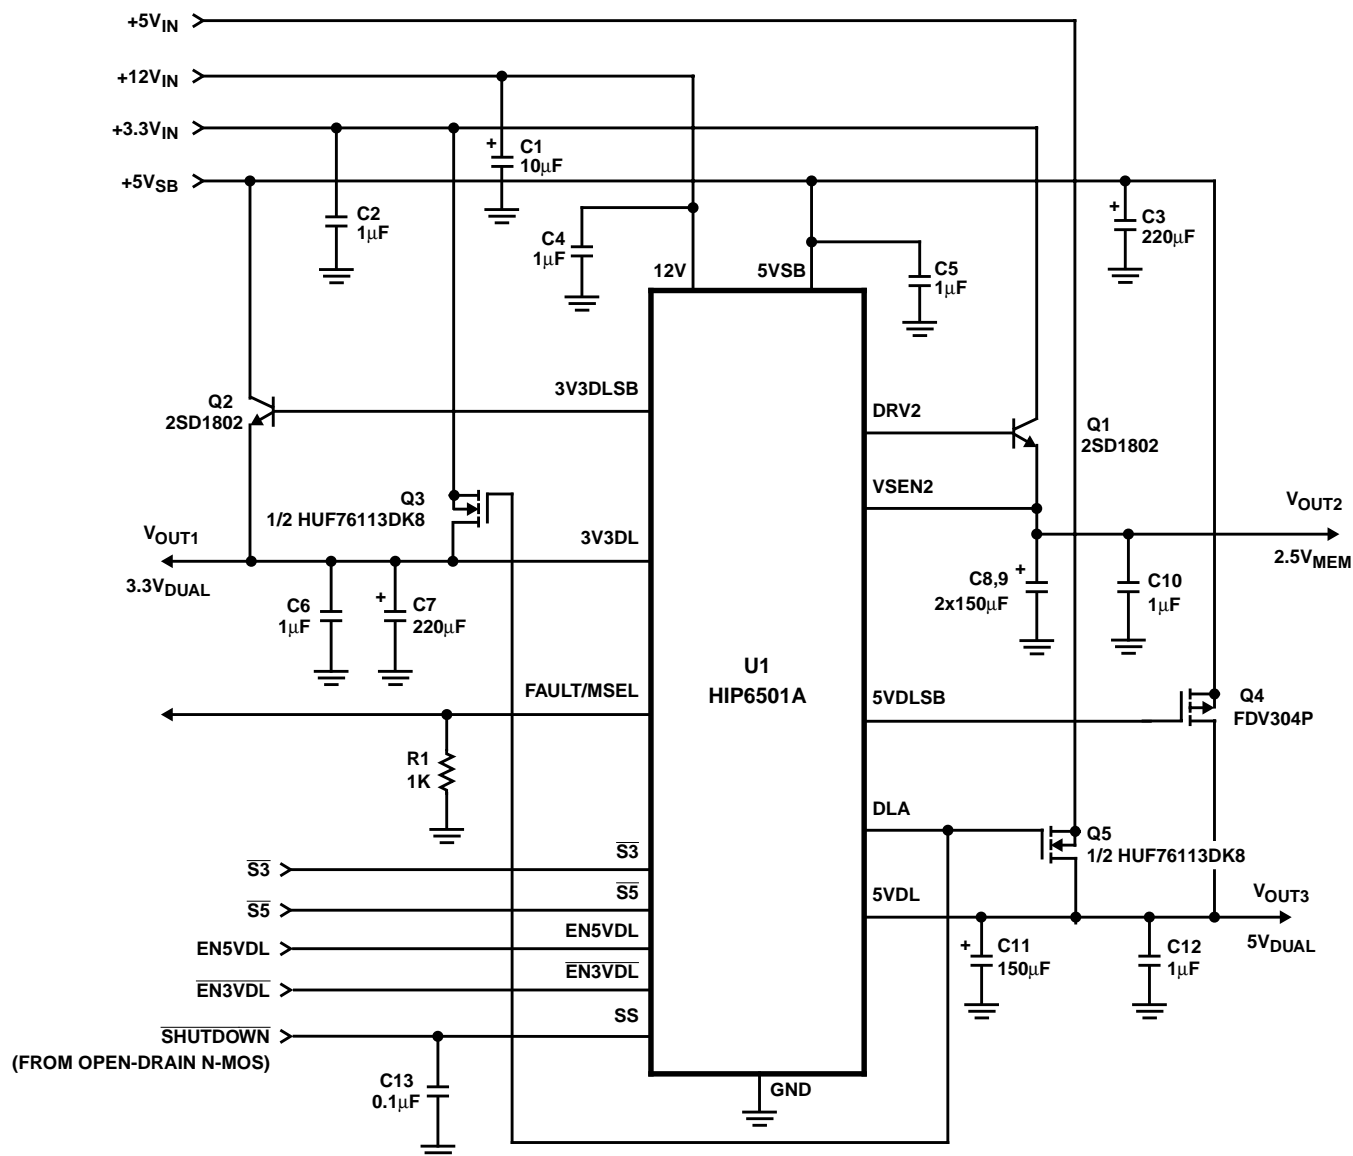 +5VIN
+12VIN
+3.3VIN
+5VSB
C1
10μF
C2
1μF
C3
220μF
C4
1μF
C5
1μF
12V
5VSB
Q2
2SD1802
3V3DLSB
DRV2
Q1
2SD1802
VSEN2
Q3
1/2 HUF76113DK8
VOUT1
3.3VDUAL
3V3DL
VOUT2
2.5VMEM
C6
1μF
C7
220μF
C8,9
2x150μF
C10
1μF
U1
HIP6501A
FAULT/MSEL
R1
1K
5VDLSB
Q4
FDV304P
DLA
Q5
1/2 HUF76113DK8
5VDL
VOUT3
5VDUAL
C11
150μF
C12
1μF
S3
S3
S5
S5
EN5VDL
EN5VDL
EN3VDL
EN3VDL
SHUTDOWN
(FROM OPEN-DRAIN N-MOS)
SS
C13
0.1μF
GND